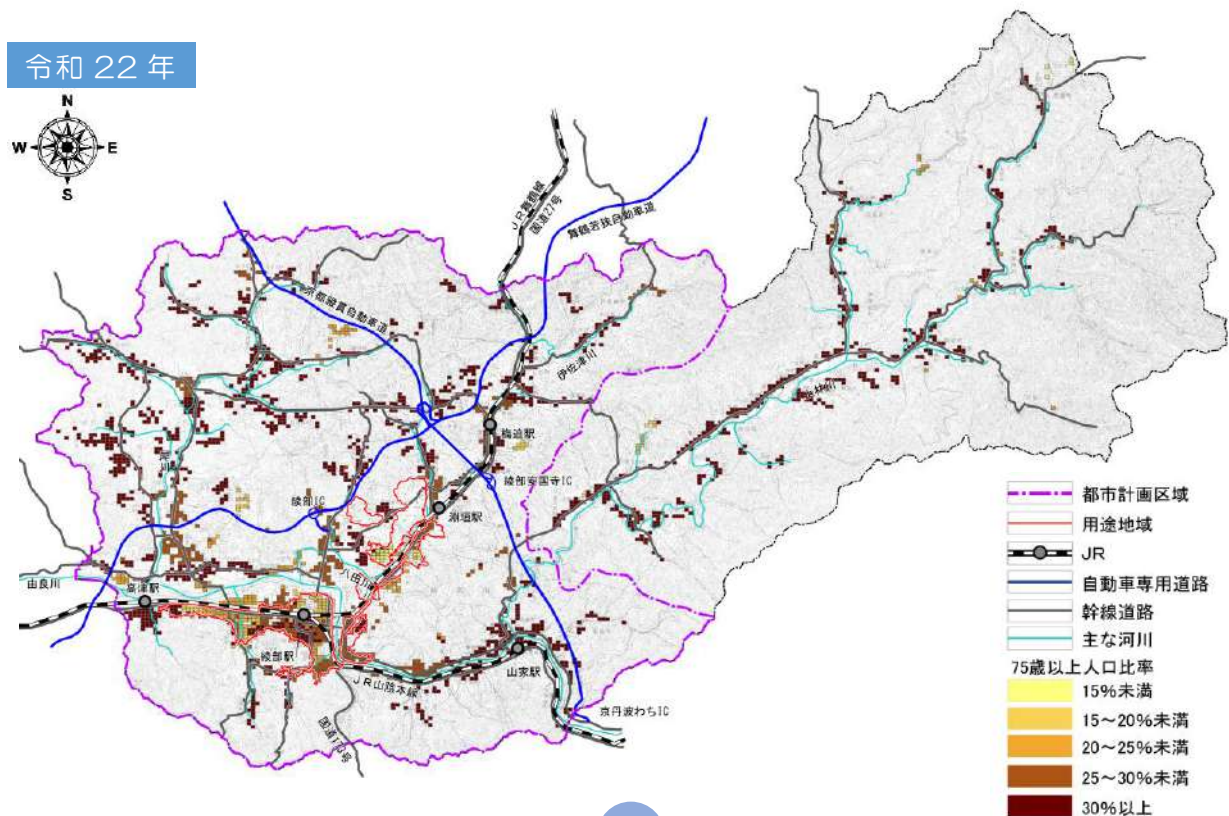 令和 22 年
N
W
E
S
JR舞鶴線
国道27号
舞鶴若狭自動車道
京都縦貫自動車道
伊佐津川
上林川
梅迫駅
犀川
綾部IC
綾部安国寺IC
淵垣駅
八田川
由良川
高津駅
綾部駅
JR山陰本線
山家駅
国道173号
京丹波わちIC
都市計画区域
用途地域
JR
自動車専用道路
幹線道路
主な河川
75歳以上人口比率
15%未満
15～20%未満
20～25%未満
25～30%未満
30%以上